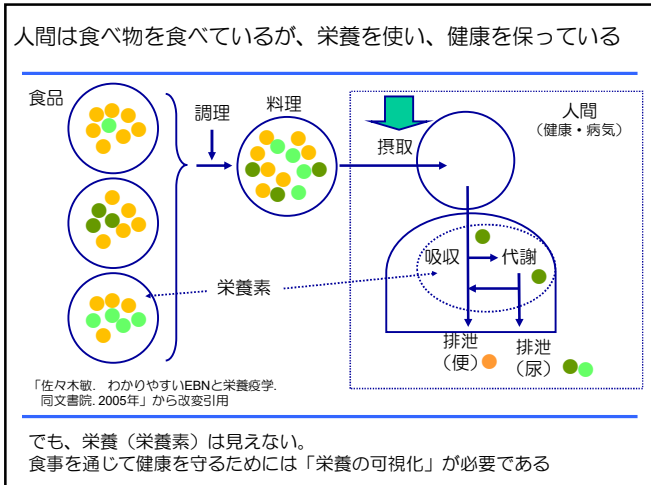 人間は食べ物を食べているが、栄養を使い、健康を保っている
食品
調理
料理
摂取
人間
（健康・病気）
吸収
代謝
栄養素
排泄
（便）
排泄
（尿）
「佐々木敏. わかりやすいEBNと栄養疫学.
同文書院. 2005年」から改変引用
でも、栄養（栄養素）は見えない。
食事を通じて健康を守るためには「栄養の可視化」が必要である